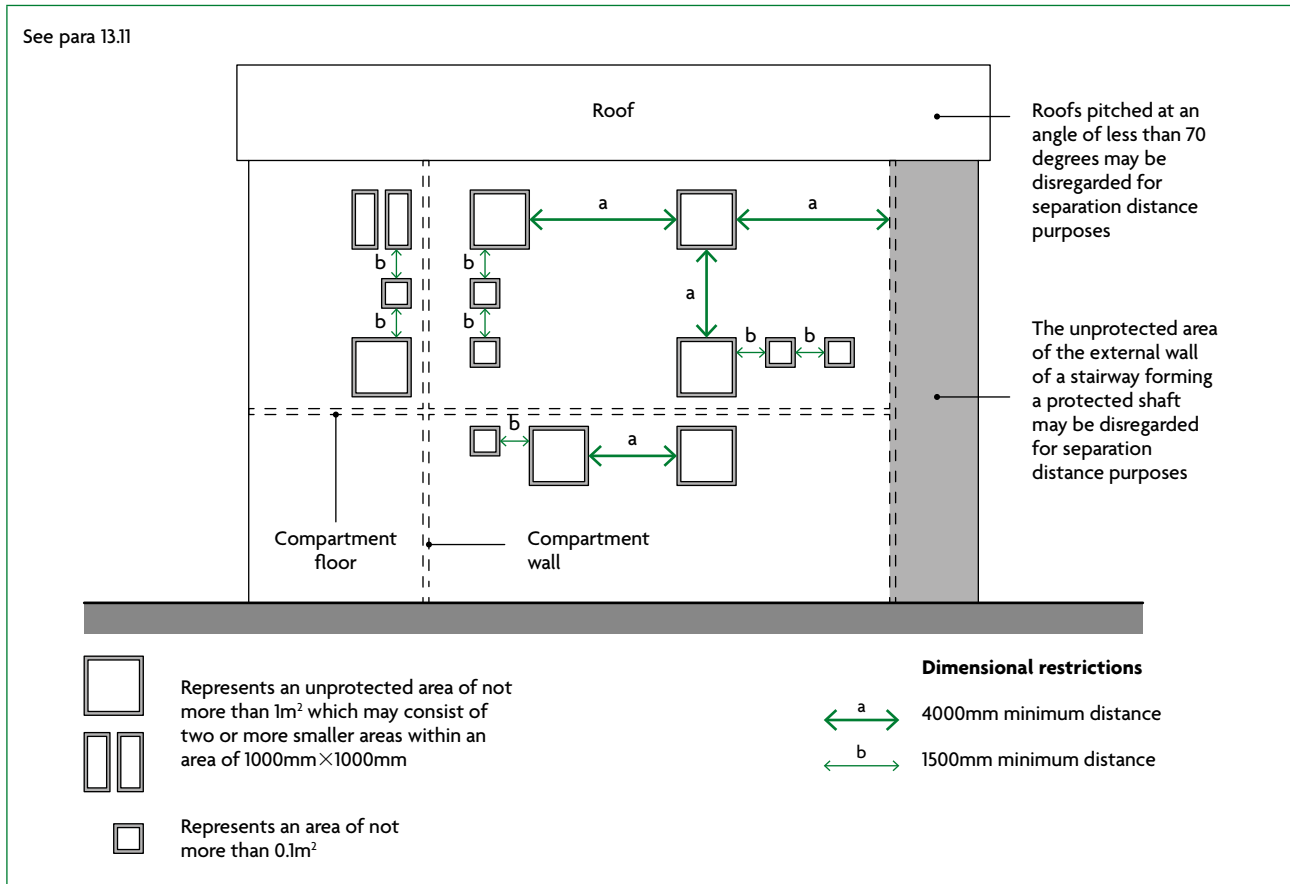 See para 13.11
Roof
Roofs pitched at an
angle of less than 70
degrees may be
disregarded for
separation distance
purposes
a
a
b
b
a
b
b
b
b
The unprotected area
of the external wall
of a stairway forming
a protected shaft
may be disregarded
for separation
distance purposes
b
a
Compartment
floor
Compartment
wall
Represents an unprotected area of not
more than 1m² which may consist of
two or more smaller areas within an
area of 1000mm×1000mm
Represents an area of not
more than 0.1m²
Dimensional restrictions
a
4000mm minimum distance
b
1500mm minimum distance